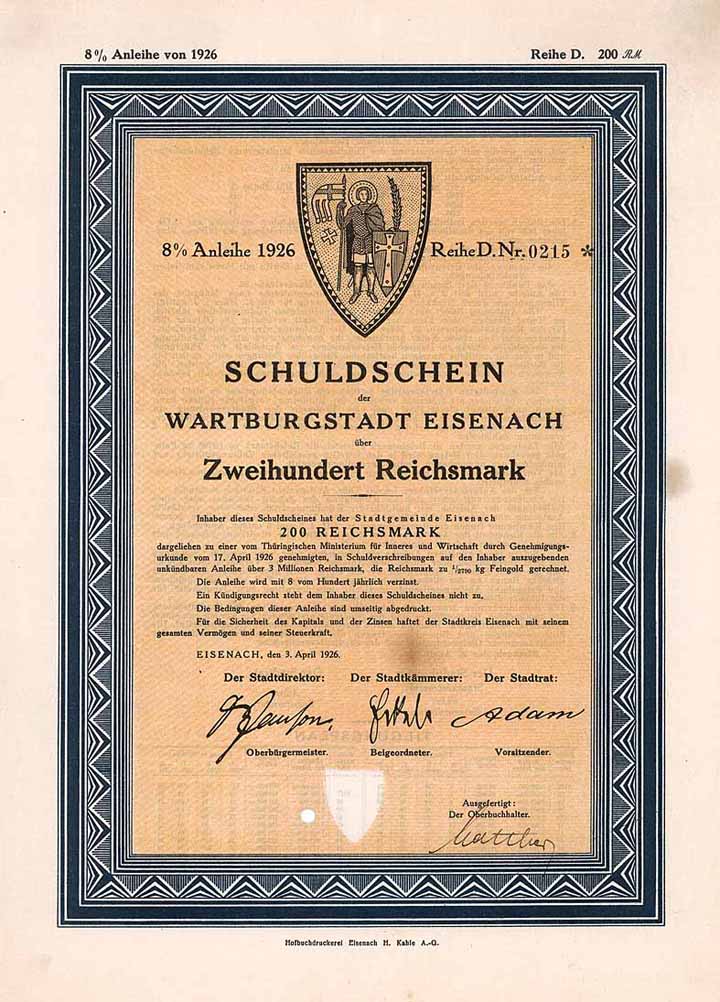 8% Anleihe von 1926 Reihe D. 200 RM
8% Anleihe 1926 Reihe D. Nr. 0215 *
SCHULDSCHEIN
der
WARTBURGSTADT EISENACH
über
Zweihundert Reichsmark
Inhaber dieses Schuldscheines hat der Stadtgemeinde Eisenach
200 REICHSMARK
dargeliehen zu einer vom Thüringischen Ministerium für Inneres und Wirtschaft durch Genehmigungs-
urkunde vom 17. April 1926 genehmigten, in Schuldverschreibungen auf den Inhaber auszugebenden
unkündbaren Anleihe über 3 Millionen Reichsmark, die Reichsmark zu 1/2790 kg Feingold gerechnet.
Die Anleihe wird mit 8 vom Hundert jährlich verzinst.
Ein Kündigungsrecht steht dem Inhaber dieses Schuldscheines nicht zu.
Die Bedingungen dieser Anleihe sind umseitig abgedruckt.
Für die Sicherheit des Kapitals und der Zinsen haftet der Stadtkreis Eisenach mit seinem
gesamten Vermögen und seiner Steuerkraft.
EISENACH, den 3. April 1926.
Der Stadtdirektor: Der Stadtkämmerer: Der Stadtrat:
Adam
Oberbürgermeister. Beigeordneter. Vorsitzender.
Ausgefertigt:
Der Oberbuchhalter.
Hofbuchdruckerei Eisenach H. Kahle A.-G.